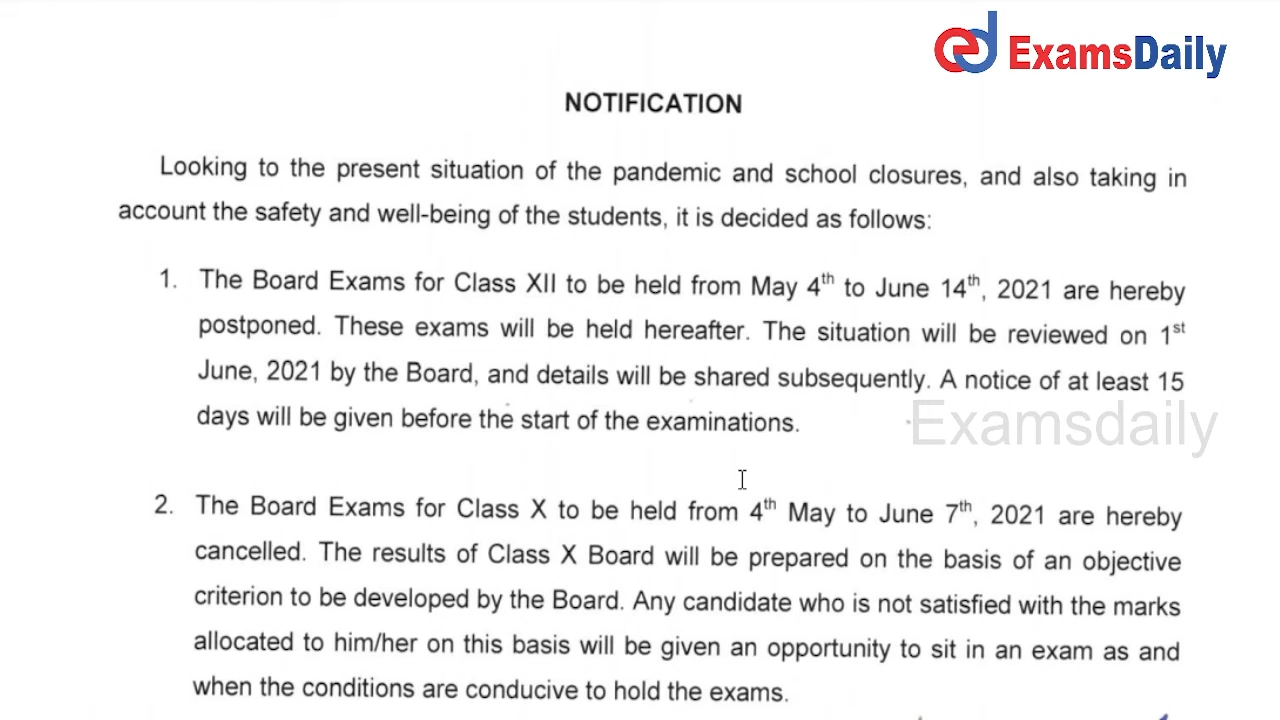 ed ExamsDaily
NOTIFICATION
Looking to the present situation of the pandemic and school closures, and also taking in
account the safety and well-being of the students, it is decided as follows:
1. The Board Exams for Class XII to be held from May 4th to June 14th, 2021 are hereby
postponed. These exams will be held hereafter. The situation will be reviewed on 1st
June, 2021 by the Board, and details will be shared subsequently. A notice of at least 15
days will be given before the start of the examinations.
Examsdaily
2. The Board Exams for Class X to be held from 4th May to June 7th, 2021 are hereby
cancelled. The results of Class X Board will be prepared on the basis of an objective
criterion to be developed by the Board. Any candidate who is not satisfied with the marks
allocated to him/her on this basis will be given an opportunity to sit in an exam as and
when the conditions are conducive to hold the exams.